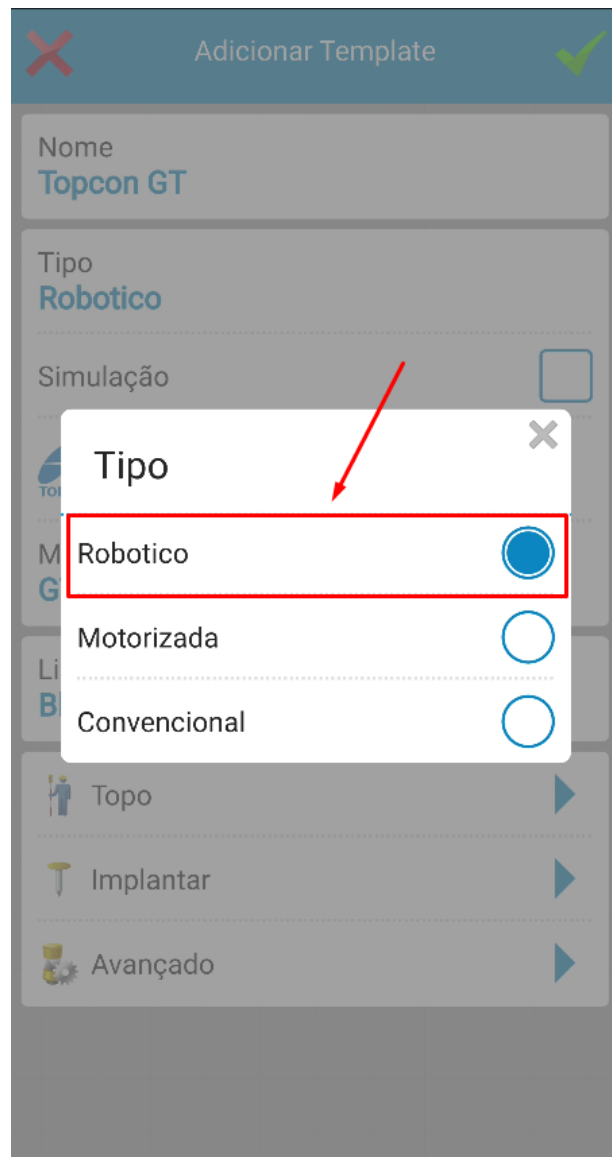 Adicionar Template
Nome
Topcon GT
Tipo
Robotico
Simulação
Tipo
Robotico
Motorizada
Convencional
Topo
Implantar
Avançado